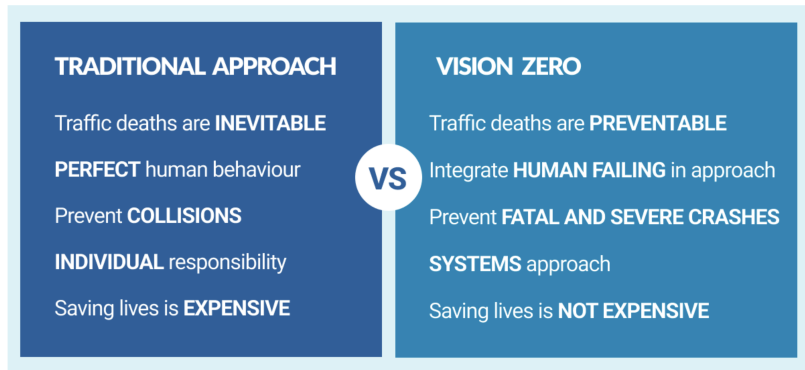 TRADITIONAL APPROACH
Traffic deaths are INEVITABLE
PERFECT human behaviour
Prevent COLLISIONS
INDIVIDUAL responsibility
Saving lives is EXPENSIVE
VS
VISION ZERO
Traffic deaths are PREVENTABLE
Integrate HUMAN FAILING in approach
Prevent FATAL AND SEVERE CRASHES
SYSTEMS approach
Saving lives is NOT EXPENSIVE